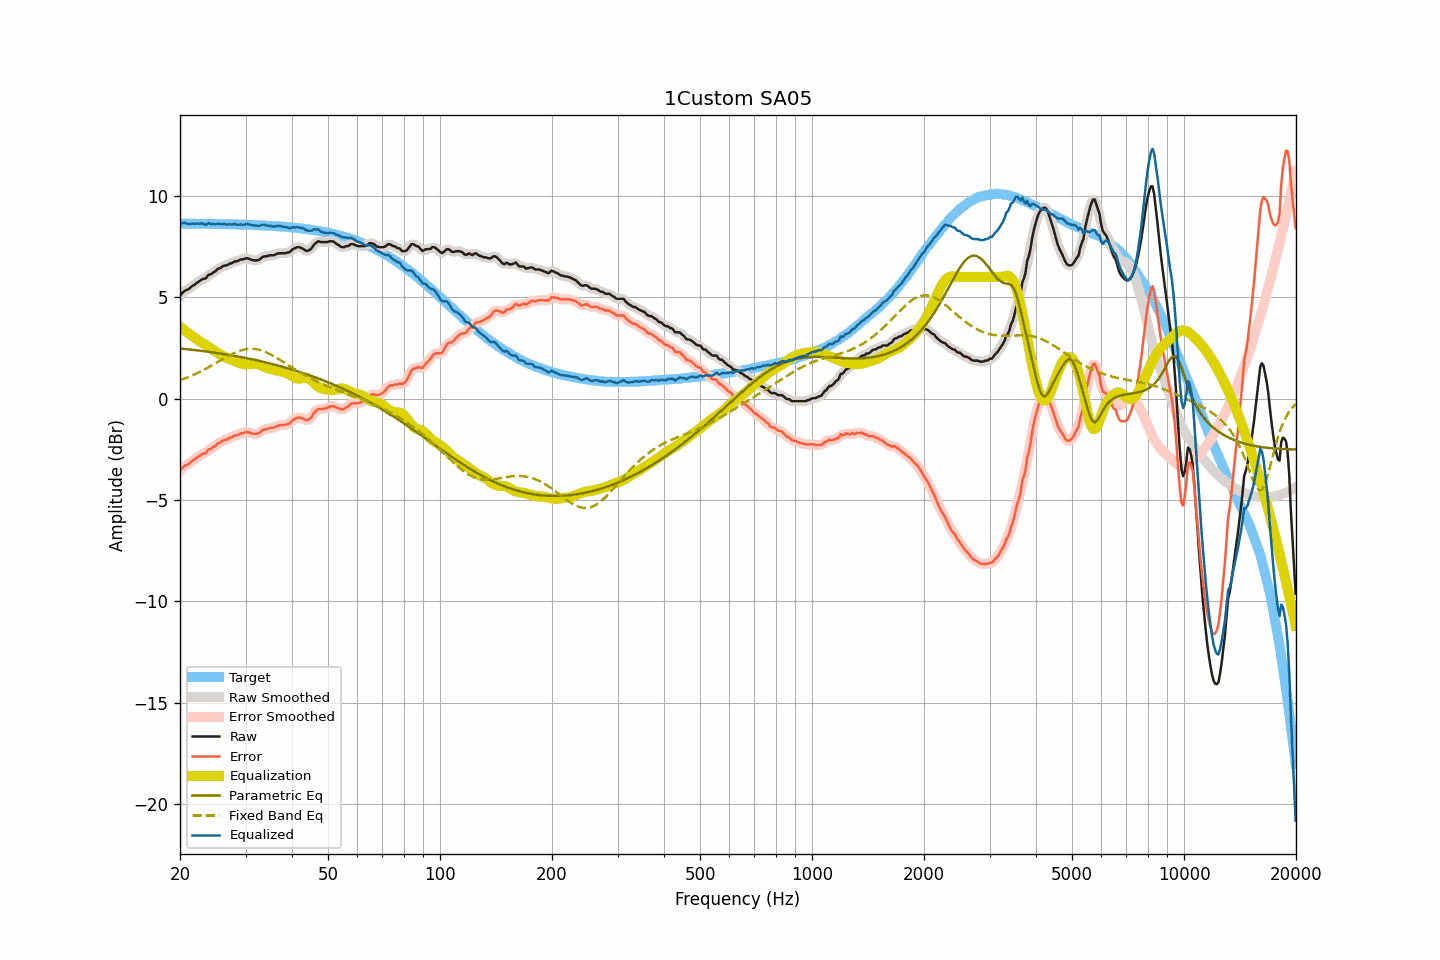 1Custom SA05
10
5
0
−5
−10
−15
−20
Amplitude (dBr)
Target
Raw Smoothed
Error Smoothed
Raw
Error
Equalization
Parametric Eq
Fixed Band Eq
Equalized
20 50 100 200 500 1000 2000 5000 10000 20000
Frequency (Hz)